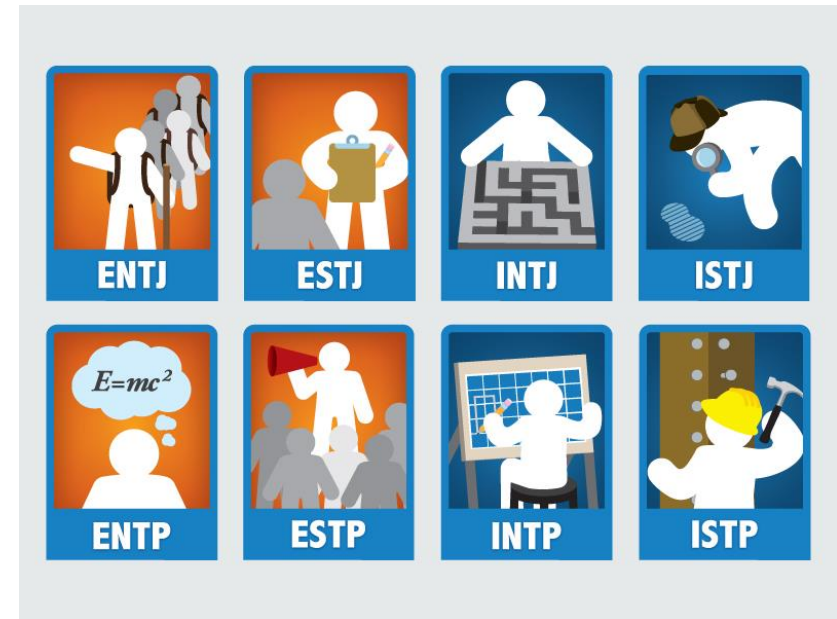 ENTJ
ESTJ
INTJ
ISTJ
E=mc²
ENTP
ESTP
INTP
ISTP